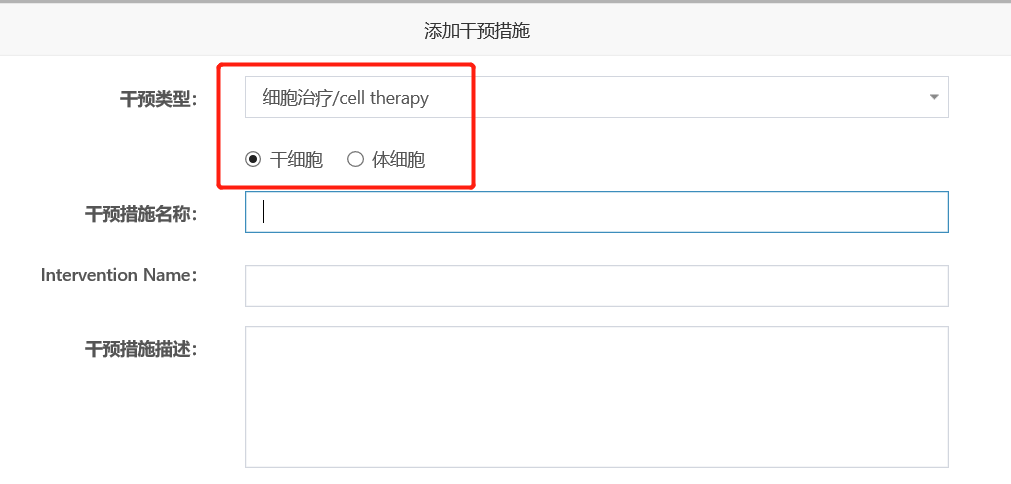 添加干预措施
干预类型:
细胞治疗/cell therapy
干细胞 体细胞
干预措施名称:
Intervention Name:
干预措施描述: